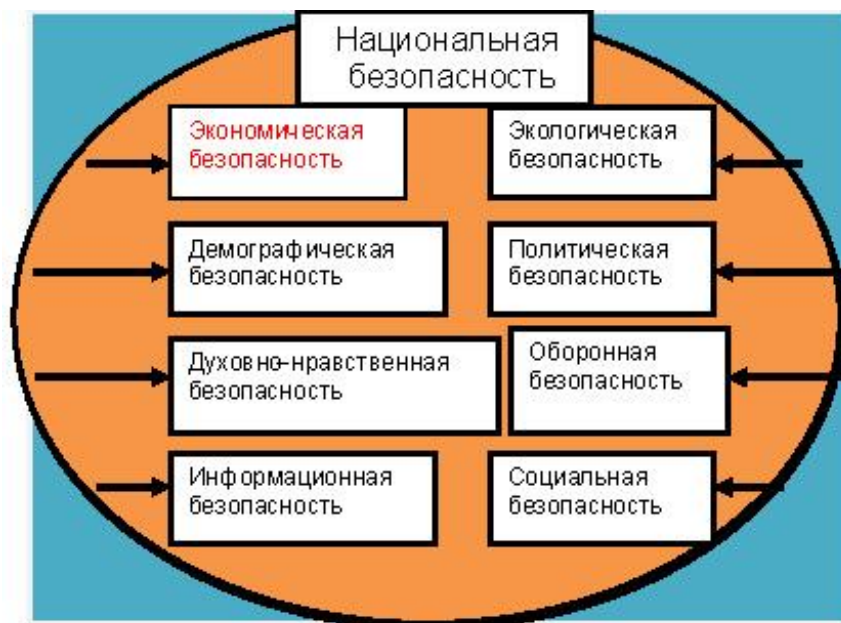 Национальная
безопасность
Экономическая
безопасность
Экологическая
безопасность
Демографическая
безопасность
Политическая
безопасность
Духовно-нравственная
безопасность
Оборонная
безопасность
Информационная
безопасность
Социальная
безопасность